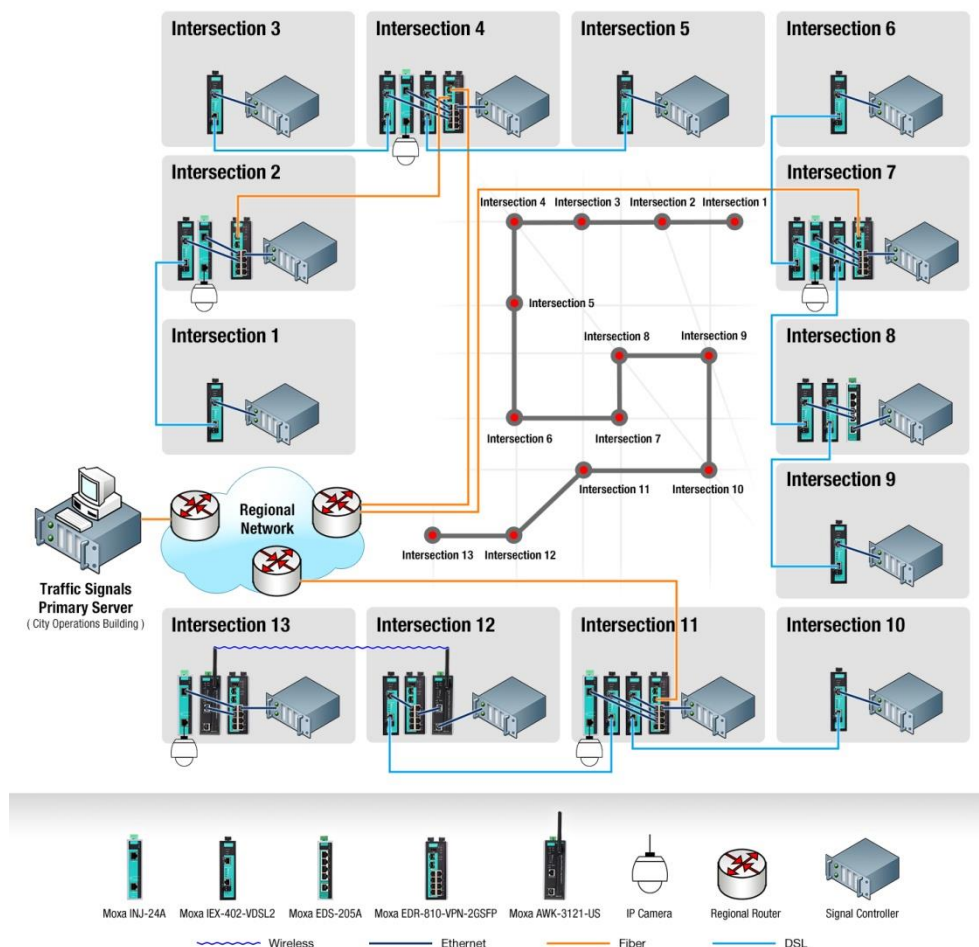 Intersection 3
Intersection 4
Intersection 5
Intersection 6
Intersection 2
Intersection 7
Intersection 4
Intersection 3
Intersection 2
Intersection 1
Intersection 5
Intersection 1
Intersection 8
Intersection 9
Intersection 8
Intersection 6
Intersection 7
Intersection 11
Intersection 10
Intersection 9
Regional
Network
Intersection 13
Intersection 12
Traffic Signals
Primary Server
( City Operations Building )
Intersection 13
Intersection 12
Intersection 11
Intersection 10
Moxa INJ-24A
Moxa IEX-402-VDSL2
Moxa EDS-205A
Moxa EDR-810-VPN-2GSFP
Moxa AWK-3121-US
IP Camera
Regional Router
Signal Controller
Wireless
Ethernet
Fiber
DSL